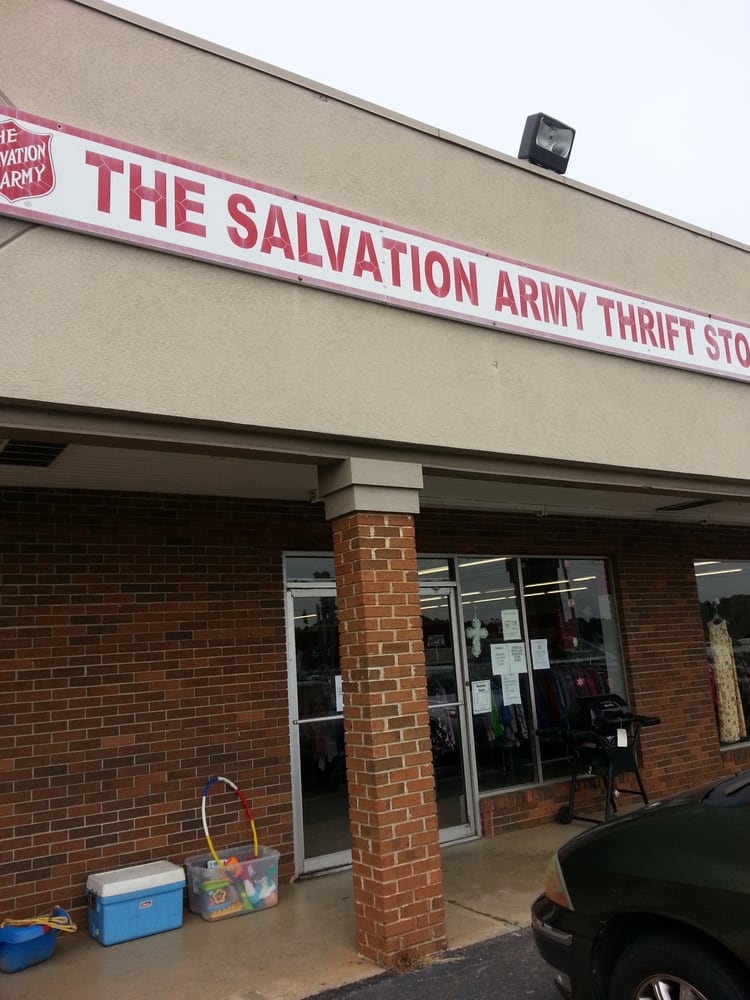 HE
VATION
ARMY
THE SALVATION ARMY THRIFT STO